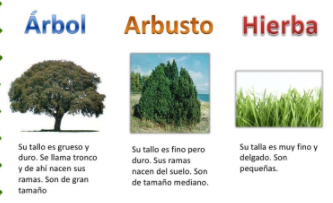 Árbol
Arbusto
Hierba
Su tallo es grueso y
duro. Se llama tronco
y de ahí nacen sus
ramas. Son de gran
tamaño
Su tallo es fino pero
duro. Sus ramas
nacen del suelo. Son
de tamaño mediano.
Su talla es muy fino y
delgado. Son
pequeñas.